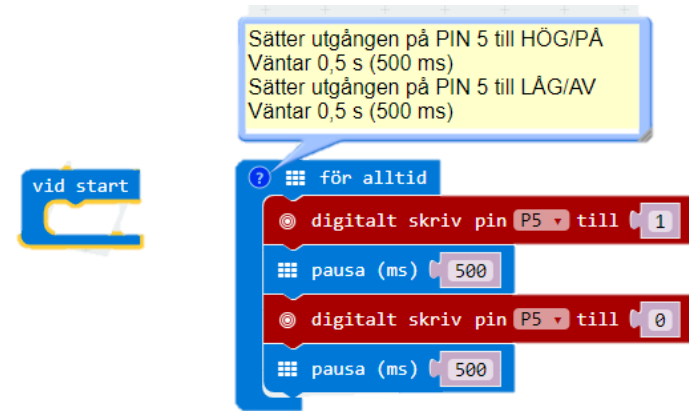 Sätter utgången på PIN 5 till HÖG/PÅ
Väntar 0,5 s (500 ms)
Sätter utgången på PIN 5 till LÅG/AV
Väntar 0,5 s (500 ms)
vid start
? för alltid
digitalt skriv pin P5 till 1
pausa (ms) 500
digitalt skriv pin P5 till 0
pausa (ms) 500